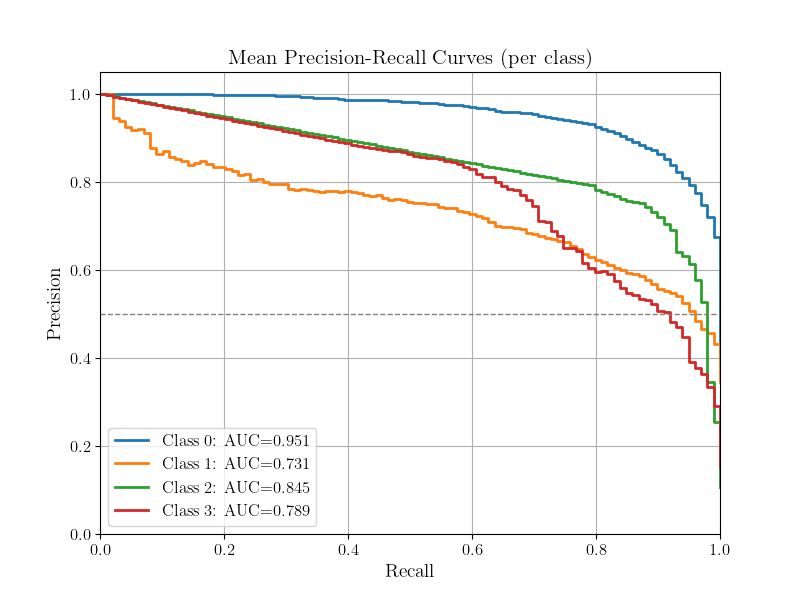 Mean Precision-Recall Curves (per class)
1.0
0.8
0.6
0.4
0.2
0.0
Precision
Class 0: AUC=0.951
Class 1: AUC=0.731
Class 2: AUC=0.845
Class 3: AUC=0.789
0.0 0.2 0.4 0.6 0.8 1.0
Recall